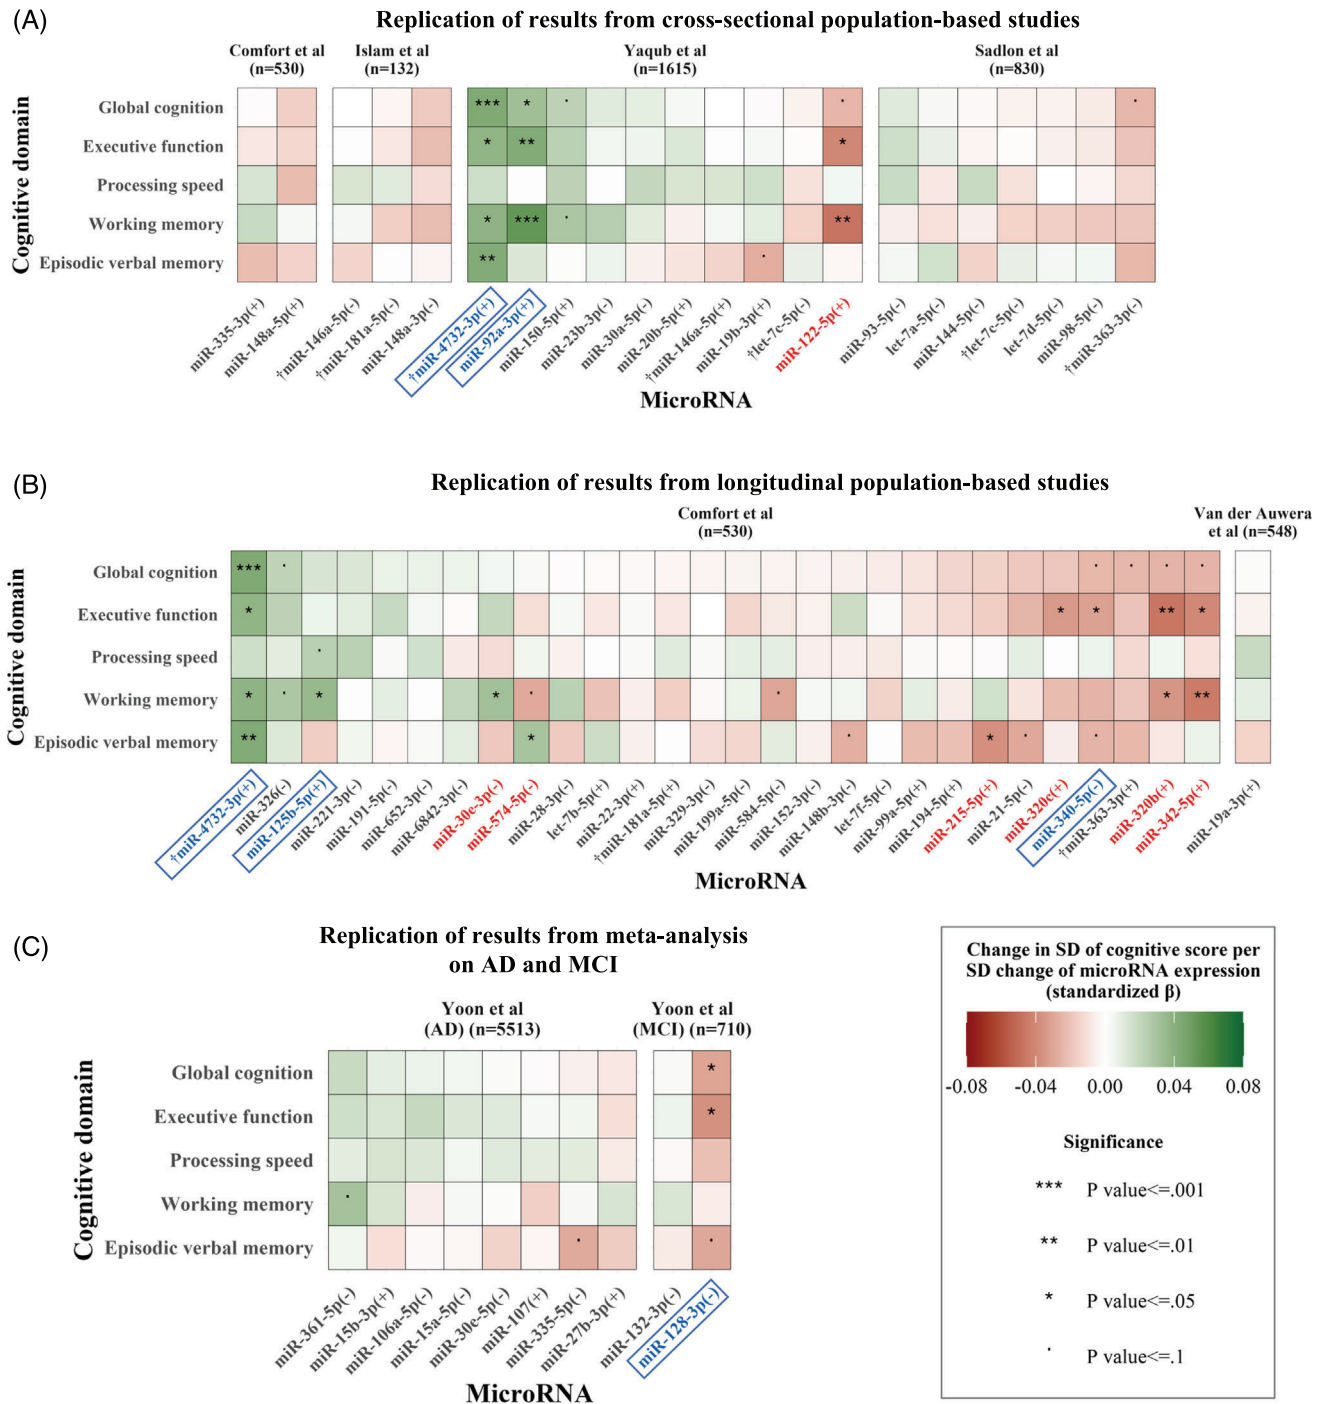 (A)
Replication of results from cross-sectional population-based studies
Comfort et al
(n=530)
Islam et al
(n=132)
Yaqub et al
(n=1615)
Sadlon et al
(n=830)
Cognitive domain
Global cognition
*** * . . .
Executive function
* ** *
Processing speed
Working memory
* *** . **
Episodic verbal memory
** .
miR-335-3p(+)
miR-148a-5p(+)
†miR-146a-5p(-)
†miR-181a-5p(-)
miR-148a-3p(-)
†miR-4732-3p(+)
miR-92a-3p(+)
miR-150-5p(+)
miR-23b-3p(-)
miR-30a-5p(-)
miR-20b-5p(+)
†miR-146a-5p(+)
miR-19b-3p(+)
†let-7c-5p(-)
miR-122-5p(+)
miR-93-5p(-)
let-7a-5p(-)
miR-144-5p(-)
†let-7c-5p(-)
let-7d-5p(-)
miR-98-5p(-)
†miR-363-3p(-)
MicroRNA
(B)
Replication of results from longitudinal population-based studies
Comfort et al
(n=530)
Van der Auwera
et al (n=548)
Cognitive domain
Global cognition
*** . . . . .
Executive function
* * * ** *
Processing speed
.
Working memory
* . * * . . * **
Episodic verbal memory
** * . * . .
†miR-4732-3p(+)
miR-326(-)
miR-125b-5p(+)
miR-221-3p(-)
miR-191-5p(-)
miR-652-3p(-)
miR-6842-3p(-)
miR-30e-3p(-)
miR-574-5p(-)
miR-28-3p(-)
let-7b-5p(+)
miR-22-3p(+)
†miR-181a-5p(+)
miR-329-3p(-)
miR-199a-5p(-)
miR-584-5p(-)
miR-152-3p(-)
miR-148b-3p(-)
let-7f-5p(-)
miR-99a-5p(+)
miR-194-5p(+)
miR-215-5p(+)
miR-21-5p(-)
miR-320c(+)
miR-340-5p(-)
†miR-363-3p(+)
miR-320b(+)
miR-342-5p(+)
miR-19a-3p(+)
MicroRNA
(C)
Replication of results from meta-analysis
on AD and MCI
Yoon et al
(AD) (n=5513)
Yoon et al
(MCI) (n=710)
Cognitive domain
Global cognition
*
Executive function
*
Processing speed
Working memory
.
Episodic verbal memory
. .
miR-361-5p(-)
miR-15b-3p(+)
miR-106a-5p(-)
miR-15a-5p(-)
miR-30e-5p(-)
miR-107(+)
miR-335-5p(-)
miR-27b-3p(+)
miR-132-3p(-)
miR-128-3p(-)
MicroRNA
Change in SD of cognitive score per
SD change of microRNA expression
(standardized β)
-0.08 -0.04 0.00 0.04 0.08
Significance
*** P value<=.001
** P value<=.01
* P value<=.05
. P value<=.1